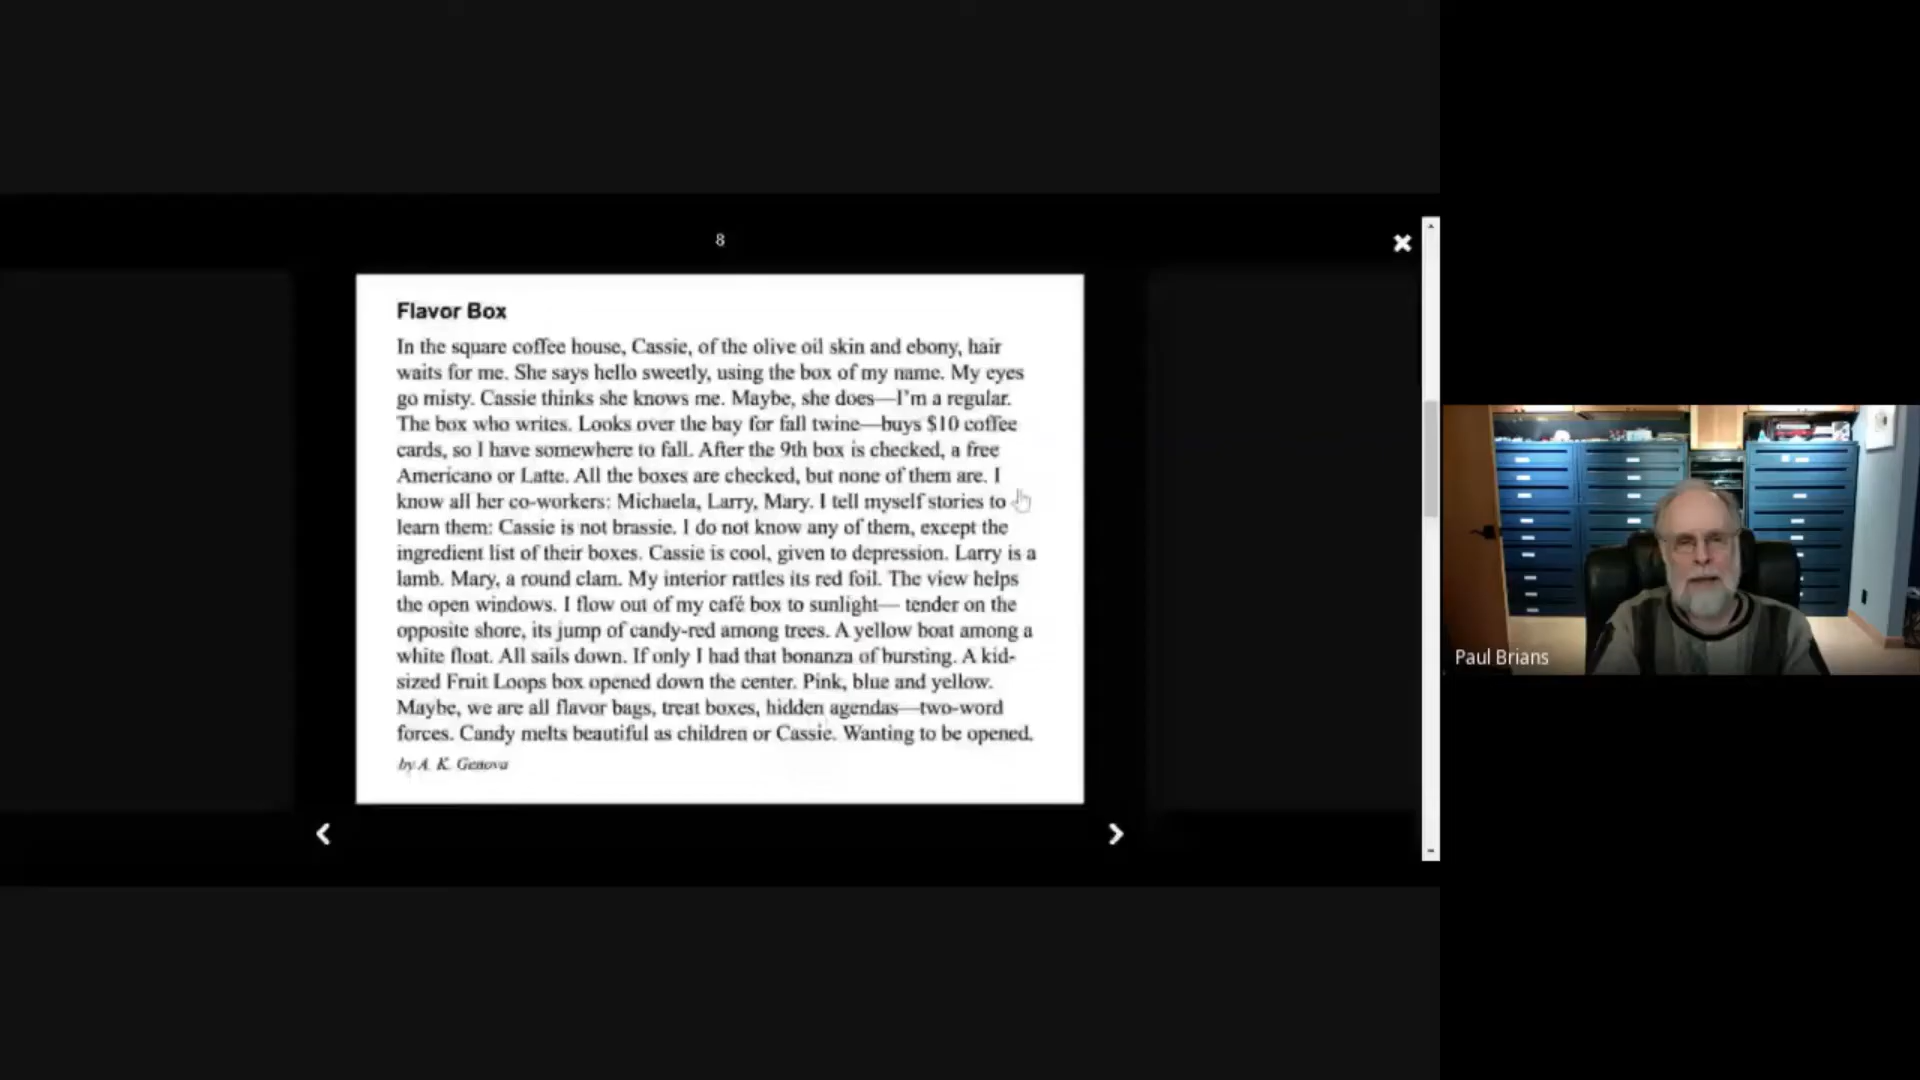 8
Flavor Box
In the square coffee house, Cassie, of the olive oil skin and ebony, hair
waits for me. She says hello sweetly, using the box of my name. My eyes
go misty. Cassie thinks she knows me. Maybe, she does—I'm a regular.
The box who writes. Looks over the bay for fall twine—buys $10 coffee
cards, so I have somewhere to fall. After the 9th box is checked, a free
Americano or Latte. All the boxes are checked, but none of them are. I
know all her co-workers: Michaela, Larry, Mary. I tell myself stories to
learn them: Cassie is not brassie. I do not know any of them, except the
ingredient list of their boxes. Cassie is cool, given to depression. Larry is a
lamb. Mary, a round clam. My interior rattles its red foil. The view helps
the open windows. I flow out of my café box to sunlight— tender on the
opposite shore, its jump of candy-red among trees. A yellow boat among a
white float. All sails down. If only I had that bonanza of bursting. A kid-
sized Fruit Loops box opened down the center. Pink, blue and yellow.
Maybe, we are all flavor bags, treat boxes, hidden agendas—two-word
forces. Candy melts beautiful as children or Cassie. Wanting to be opened.
by A. K. Genova
Paul Brians